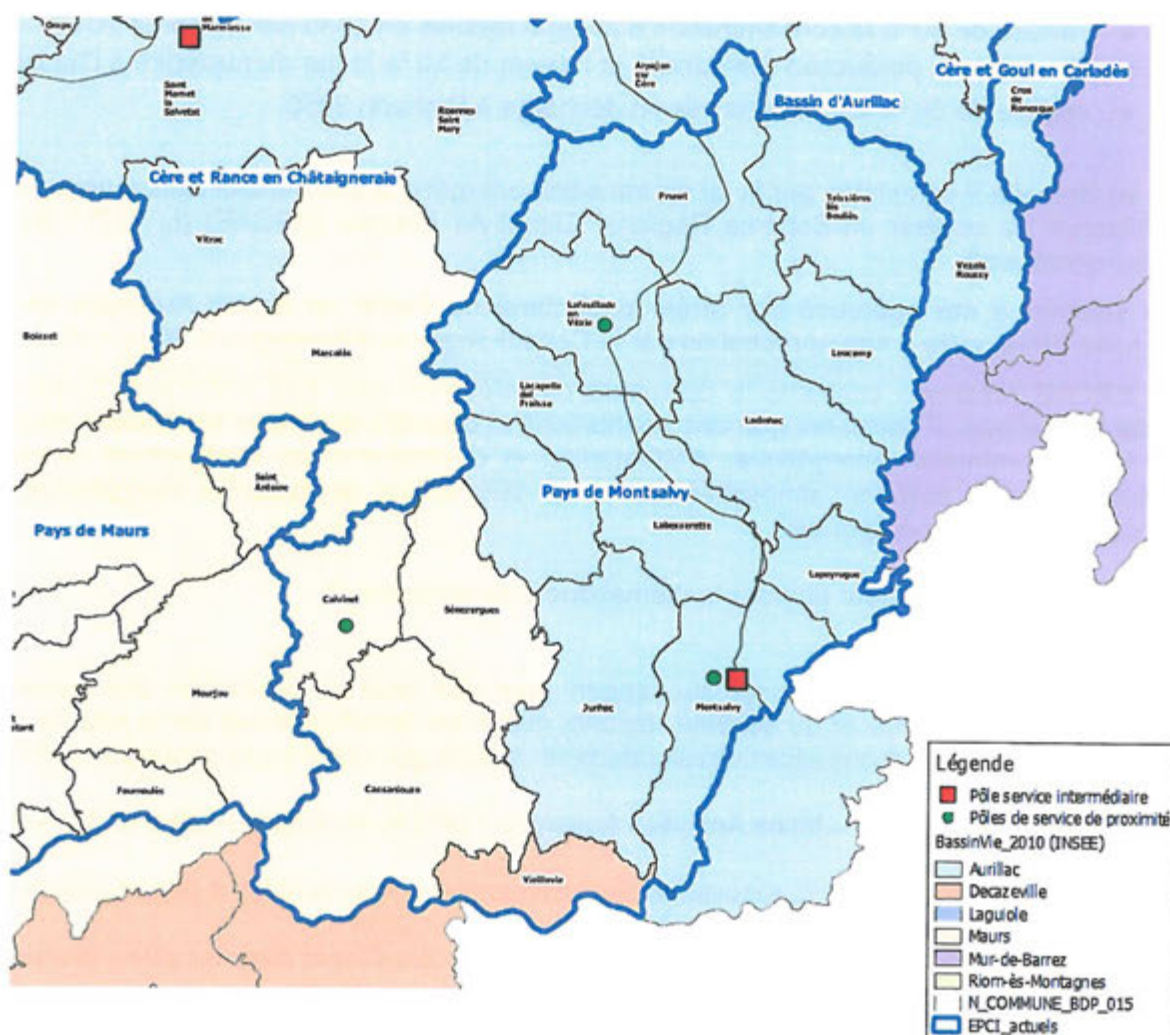 Marmanhac
Saint
Mamet
la
Salvetat
Cère et Goul en Carladès
Bassin d'Aurillac
Cros
de
Ronesque
Saint
Mary
Cère et Rance en Châtaigneraie
Vitrac
Prunet
Teissières
lès
Bouliès
Vezels
Roussy
Boisset
Marcolès
Lafeuillade
en
Vézie
Leucamp
Lacapelle
del
Fraisse
Ladinhac
Saint
Antoine
Pays de Montsalvy
Pays de Maurs
Labesserette
Lapeyrugue
Calvinet
Sénezergues
Mourjou
Junhac
Montsalvy
Fournoulès
Cassaniouze
Vieillevie
Légende
Pôle service intermédiaire
Pôles de service de proximité
BassinVie_2010 (INSEE)
Aurillac
Decazeville
Laguiole
Maurs
Mur-de-Barrez
Riom-ès-Montagnes
N_COMMUNE_BDP_015
EPCI_actuels